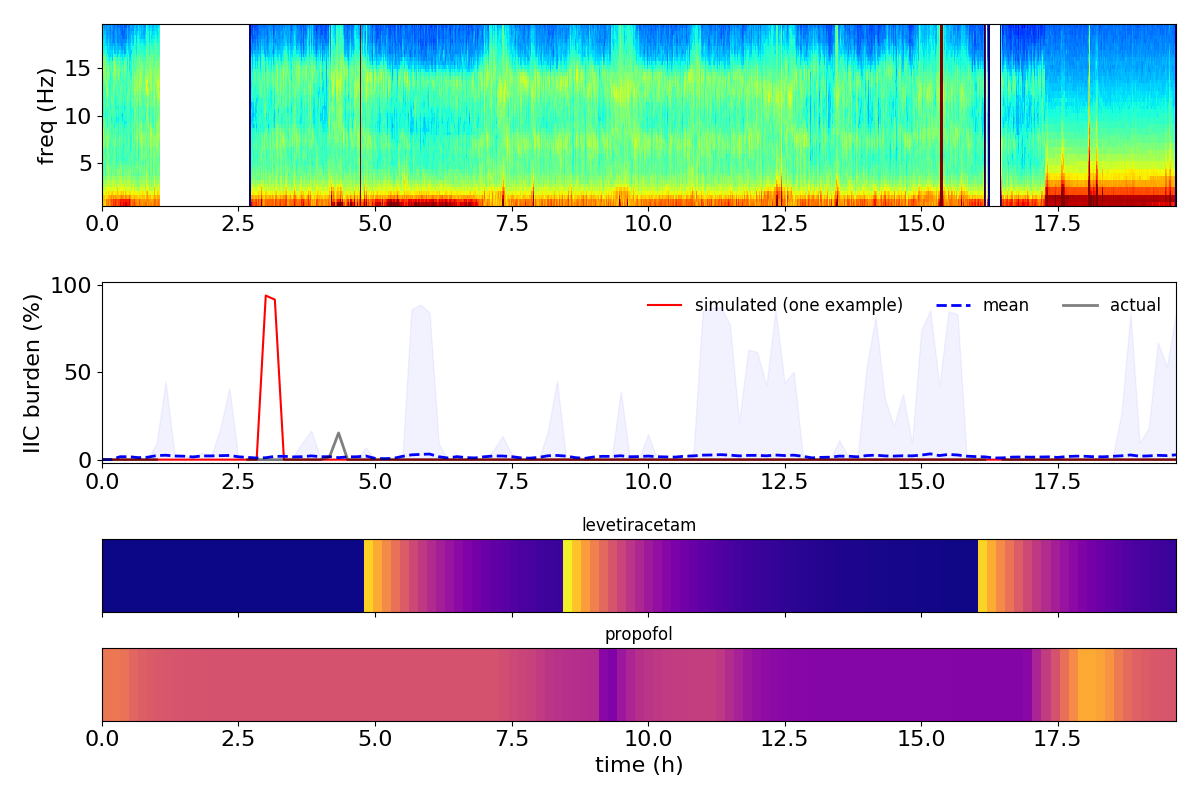 freq (Hz)
15
10
5
0.0 2.5 5.0 7.5 10.0 12.5 15.0 17.5
IIC burden (%)
100
50
0
simulated (one example) mean actual
0.0 2.5 5.0 7.5 10.0 12.5 15.0 17.5
levetiracetam
propofol
0.0 2.5 5.0 7.5 10.0 12.5 15.0 17.5
time (h)